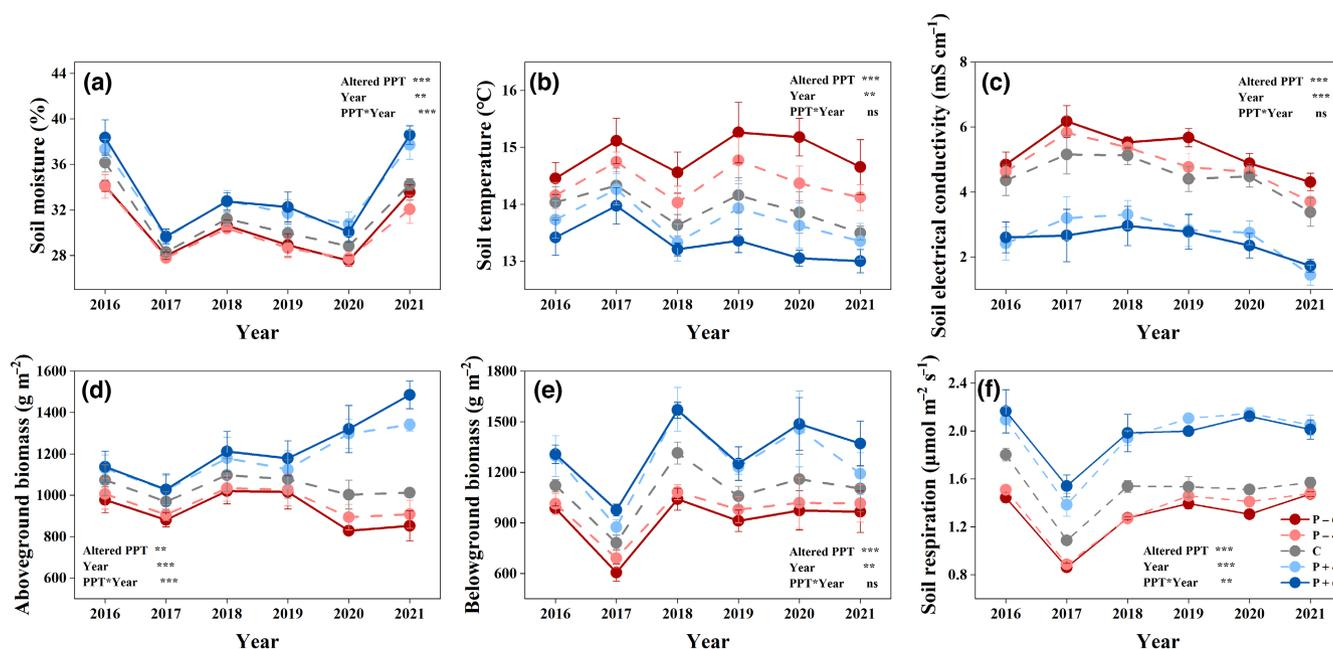 (a)
Altered PPT ***
Year **
PPT*Year ***
Soil moisture (%)
44
40
36
32
28
2016 2017 2018 2019 2020 2021
Year
(b)
Altered PPT ***
Year **
PPT*Year ns
Soil temperature (°C)
16
15
14
13
2016 2017 2018 2019 2020 2021
Year
(c)
Altered PPT ***
Year ***
PPT*Year ns
Soil electrical conductivity (mS cm⁻¹)
8
6
4
2
2016 2017 2018 2019 2020 2021
Year
(d)
Aboveground biomass (g m⁻²)
1600
1400
1200
1000
800
600
Altered PPT **
Year ***
PPT*Year ***
2016 2017 2018 2019 2020 2021
Year
(e)
Belowground biomass (g m⁻²)
1800
1500
1200
900
600
Altered PPT ***
Year **
PPT*Year ns
2016 2017 2018 2019 2020 2021
Year
(f)
Soil respiration (μmol m⁻² s⁻¹)
2.4
2.0
1.6
1.2
0.8
Altered PPT ***
Year ***
PPT*Year **
P −
P −
C
P +
P +
2016 2017 2018 2019 2020 2021
Year